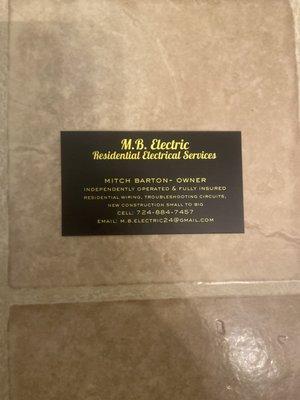 M.B. Electric
Residential Electrical Services
MITCH BARTON- OWNER
INDEPENDENTLY OPERATED & FULLY INSURED
RESIDENTIAL WIRING, TROUBLESHOOTING CIRCUITS,
NEW CONSTRUCTION SMALL TO BIG
CELL: 724-884-7457
EMAIL: M.B.ELECTRIC24@GMAIL.COM